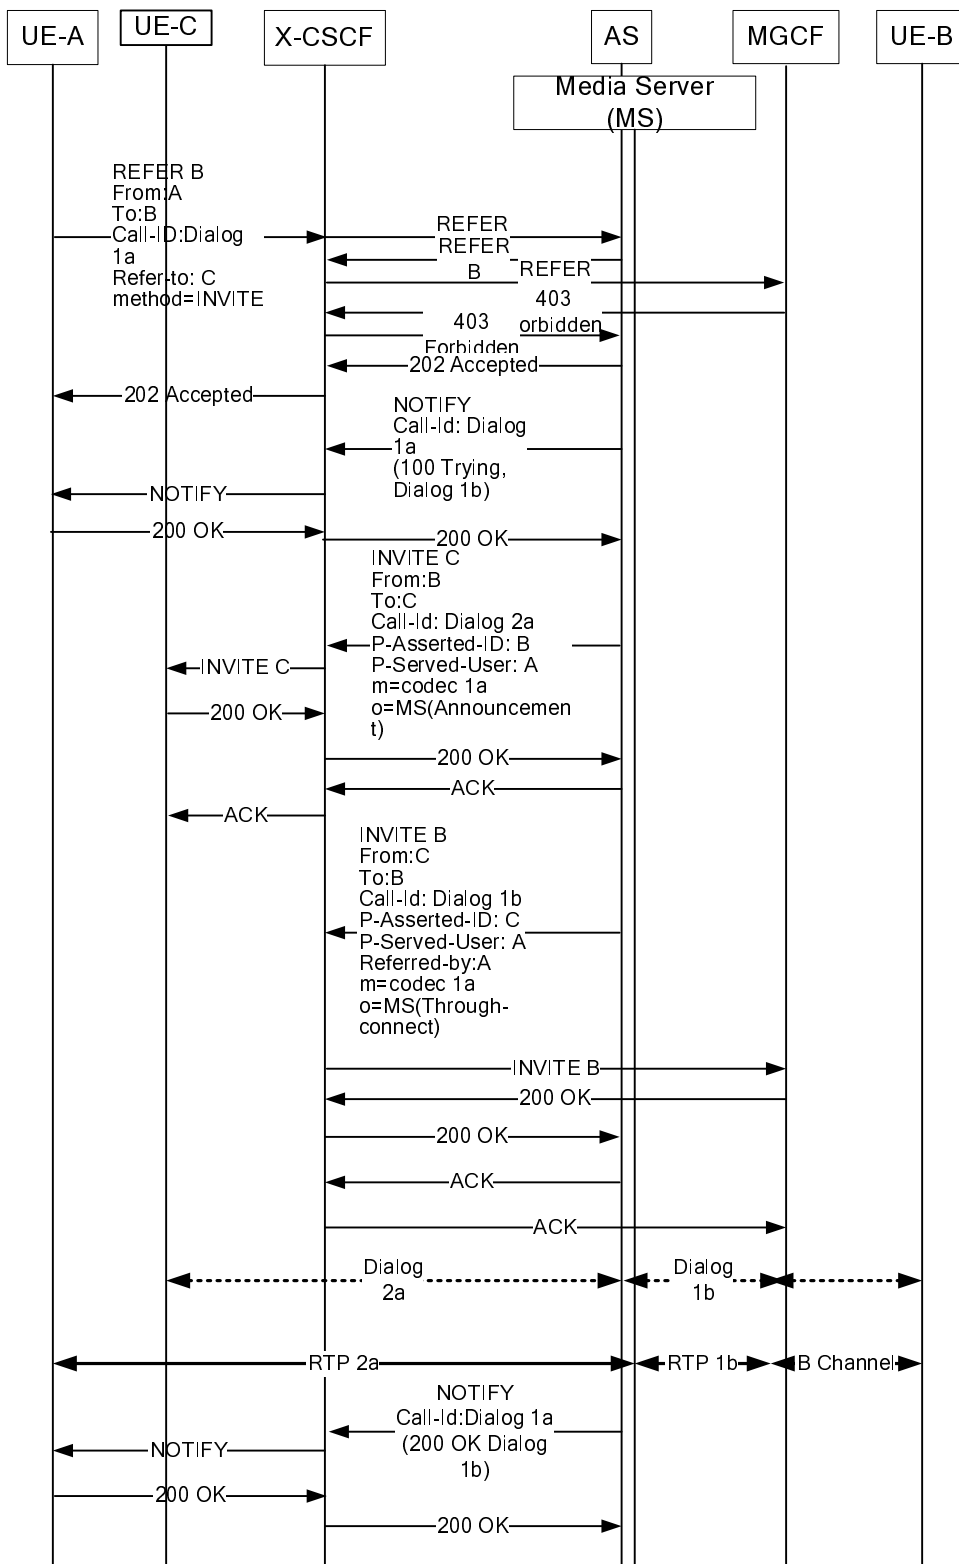 UE-A
UE-C
X-CSCF
AS
MGCF
UE-B
Media Server
(MS)
REFER B
From:A
To:B
Call-ID:Dialog
1a
Refer-to: C
method=INVITE
REFER
REFER
B
REFER
403
orbidden
403
Forbidden
202 Accepted
202 Accepted
NOTIFY
Call-Id: Dialog
1a
(100 Trying,
Dialog 1b)
NOTIFY
200 OK
200 OK
INVITE C
From:B
To:C
Call-Id: Dialog 2a
P-Asserted-ID: B
P-Served-User: A
m=codec 1a
o=MS(Announcemen
t)
INVITE C
200 OK
200 OK
ACK
ACK
INVITE B
From:C
To:B
Call-Id: Dialog 1b
P-Asserted-ID: C
P-Served-User: A
Referred-by:A
m=codec 1a
o=MS(Through-
connect)
INVITE B
200 OK
200 OK
ACK
ACK
Dialog
2a
Dialog
1b
RTP 2a
RTP 1b
B Channel
NOTIFY
Call-Id:Dialog 1a
(200 OK Dialog
1b)
NOTIFY
200 OK
200 OK